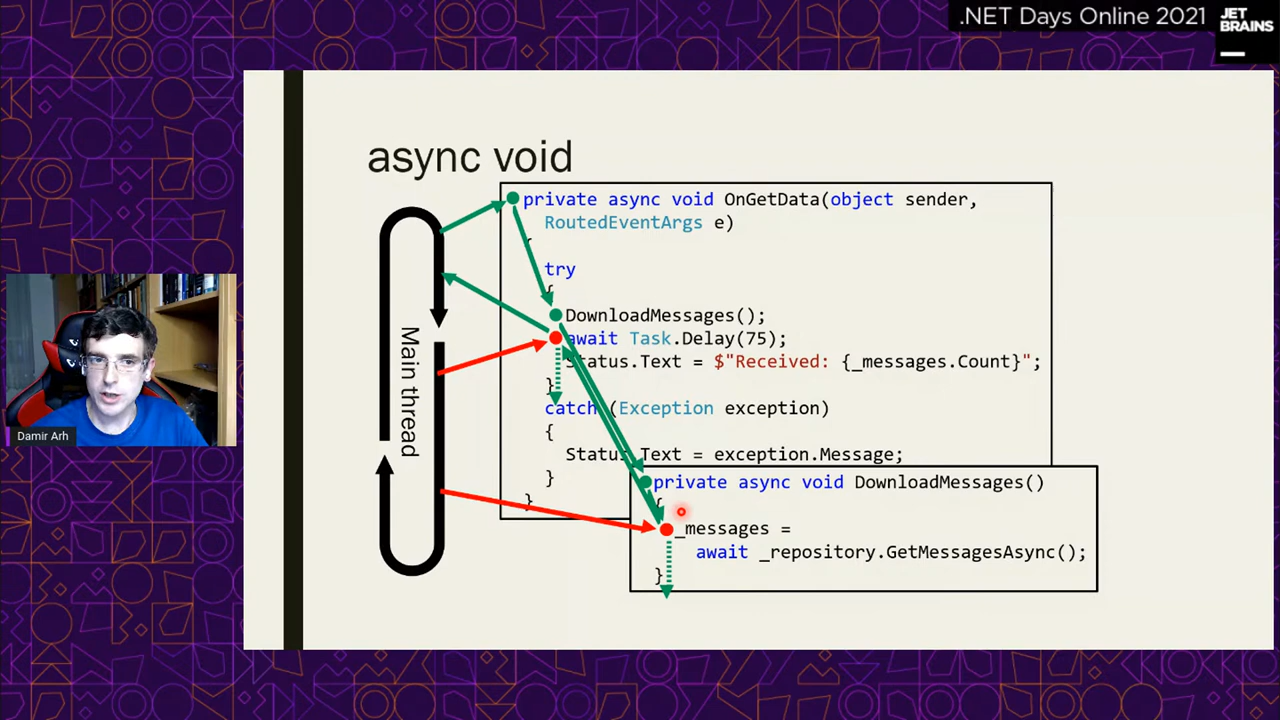 .NET Days Online 2021
JET
BRAINS
async void
private async void OnGetData(object sender,
RoutedEventArgs e)
{
try
{
DownloadMessages();
await Task.Delay(75);
Status.Text = $"Received: {_messages.Count}";
}
catch (Exception exception)
{
Status.Text = exception.Message;
}
}
private async void DownloadMessages()
{
_messages =
await _repository.GetMessagesAsync();
}
Main thread
Damir Arh